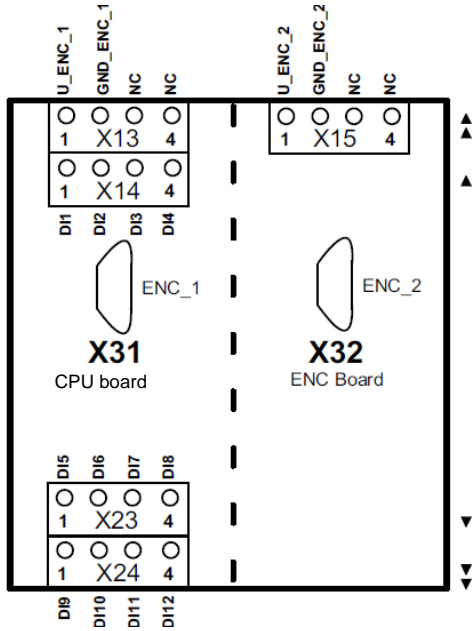 U_ENC_1 GND_ENC_1 NC NC U_ENC_2 GND_ENC_2 NC NC
1 X13 4 1 X15 4
1 X14 4
DI1 DI2 DI3 DI4
ENC_1 ENC_2
X31 X32
CPU board ENC Board
DI5 DI6 DI7 DI8
1 X23 4
1 X24 4
DI9 DI10 DI11 DI12